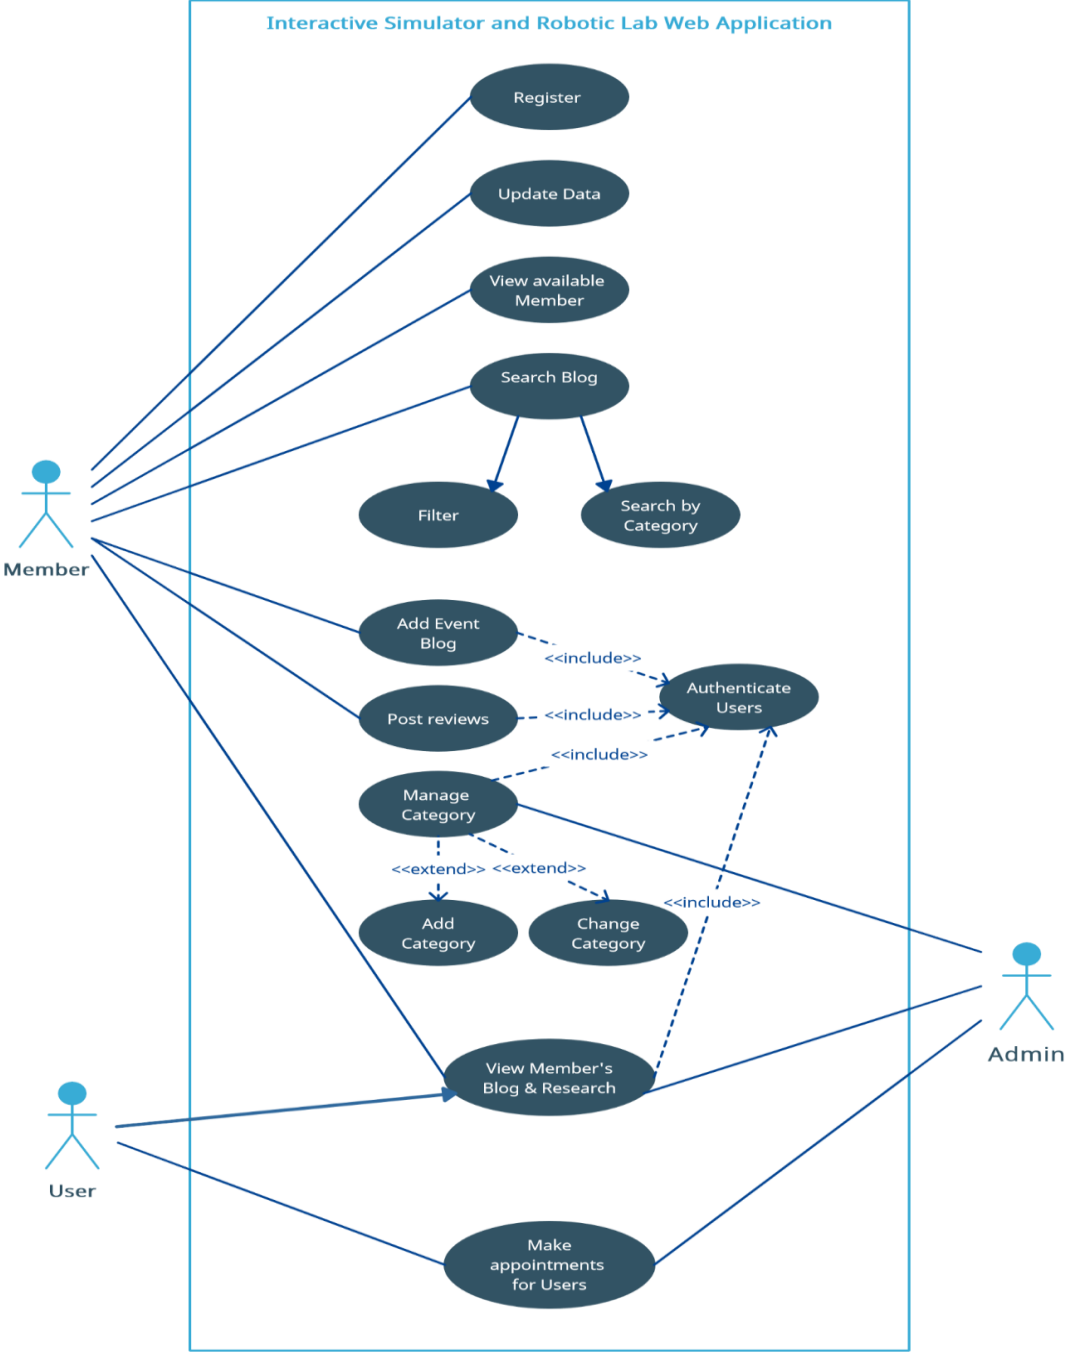 Interactive Simulator and Robotic Lab Web Application
Register
Update Data
View available
Member
Search Blog
Filter
Search by
Category
Member
Add Event
Blog
<<include>>
Authenticate
Users
Post reviews
<<include>>
<<include>>
Manage
Category
<<extend>>
<<extend>>
<<include>>
Add
Category
Change
Category
Admin
View Member's
Blog & Research
User
Make
appointments
for Users